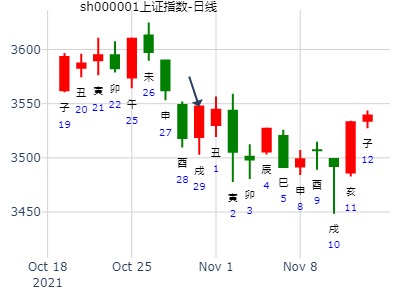 sh000001上证指数-日线
3600
3550
3500
3450
子
19
丑
20
寅
21
卯
22
午
25
未
26
申
27
酉
28
戌
29
丑
1
寅
2
卯
3
辰
4
巳
5
申
8
酉
9
戌
10
亥
11
子
12
Oct 18
2021
Oct 25
Nov 1
Nov 8